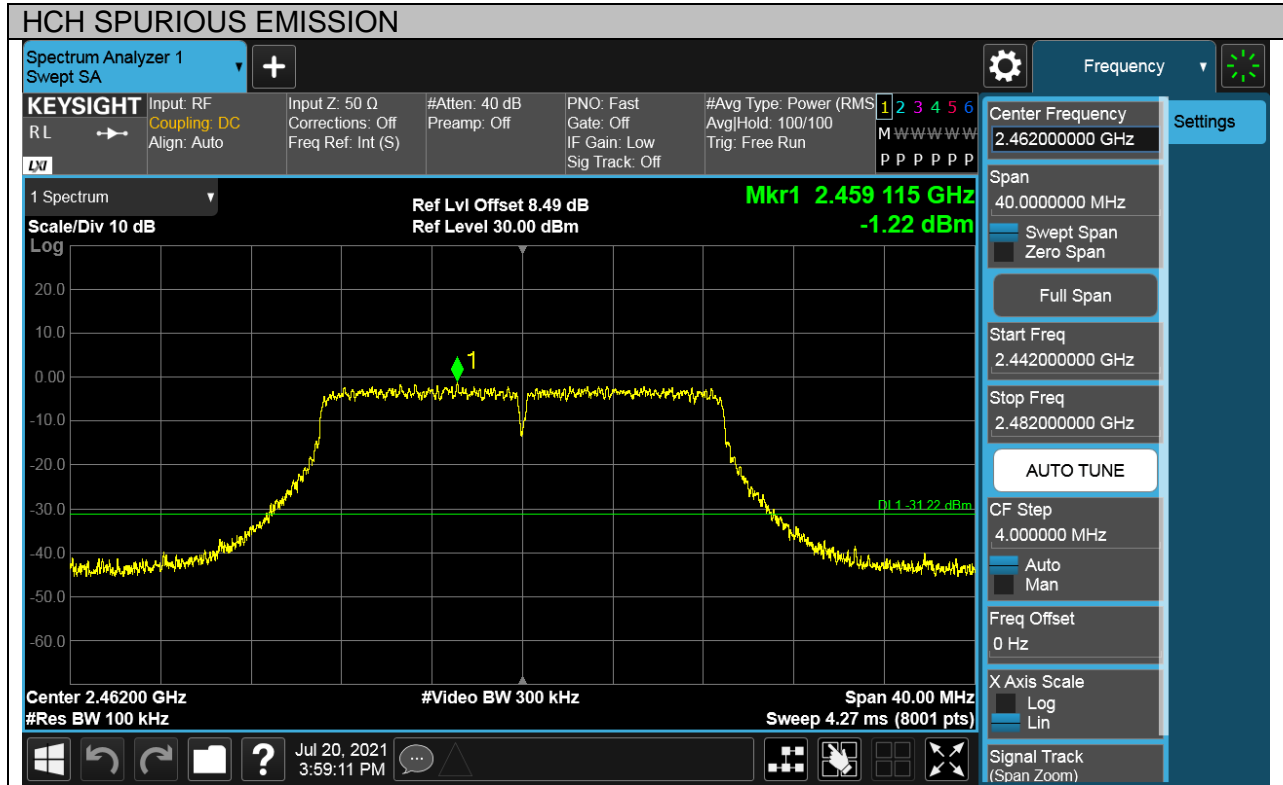 HCH SPURIOUS EMISSION
Spectrum Analyzer 1
Swept SA
Frequency
KEYSIGHT
RL
LXI
Input: RF
Coupling: DC
Align: Auto
Input Z: 50 Ω
Corrections: Off
Freq Ref: Int (S)
#Atten: 40 dB
Preamp: Off
PNO: Fast
Gate: Off
IF Gain: Low
Sig Track: Off
#Avg Type: Power (RMS
Avg|Hold: 100/100
Trig: Free Run
1 2 3 4 5 6
M W W W W W
P P P P P P
Center Frequency
2.462000000 GHz
Settings
1 Spectrum
Scale/Div 10 dB
Ref Lvl Offset 8.49 dB
Ref Level 30.00 dBm
Mkr1 2.459 115 GHz
-1.22 dBm
Log
20.0
10.0
0.00
-10.0
-20.0
-30.0
-40.0
-50.0
-60.0
1
DL1 -31.22 dBm
Center 2.46200 GHz
#Video BW 300 kHz
Span 40.00 MHz
#Res BW 100 kHz
Sweep 4.27 ms (8001 pts)
Span
40.0000000 MHz
Swept Span
Zero Span
Full Span
Start Freq
2.442000000 GHz
Stop Freq
2.482000000 GHz
AUTO TUNE
CF Step
4.000000 MHz
Auto
Man
Freq Offset
0 Hz
X Axis Scale
Log
Lin
Signal Track
(Span Zoom)
?
Jul 20, 2021
3:59:11 PM